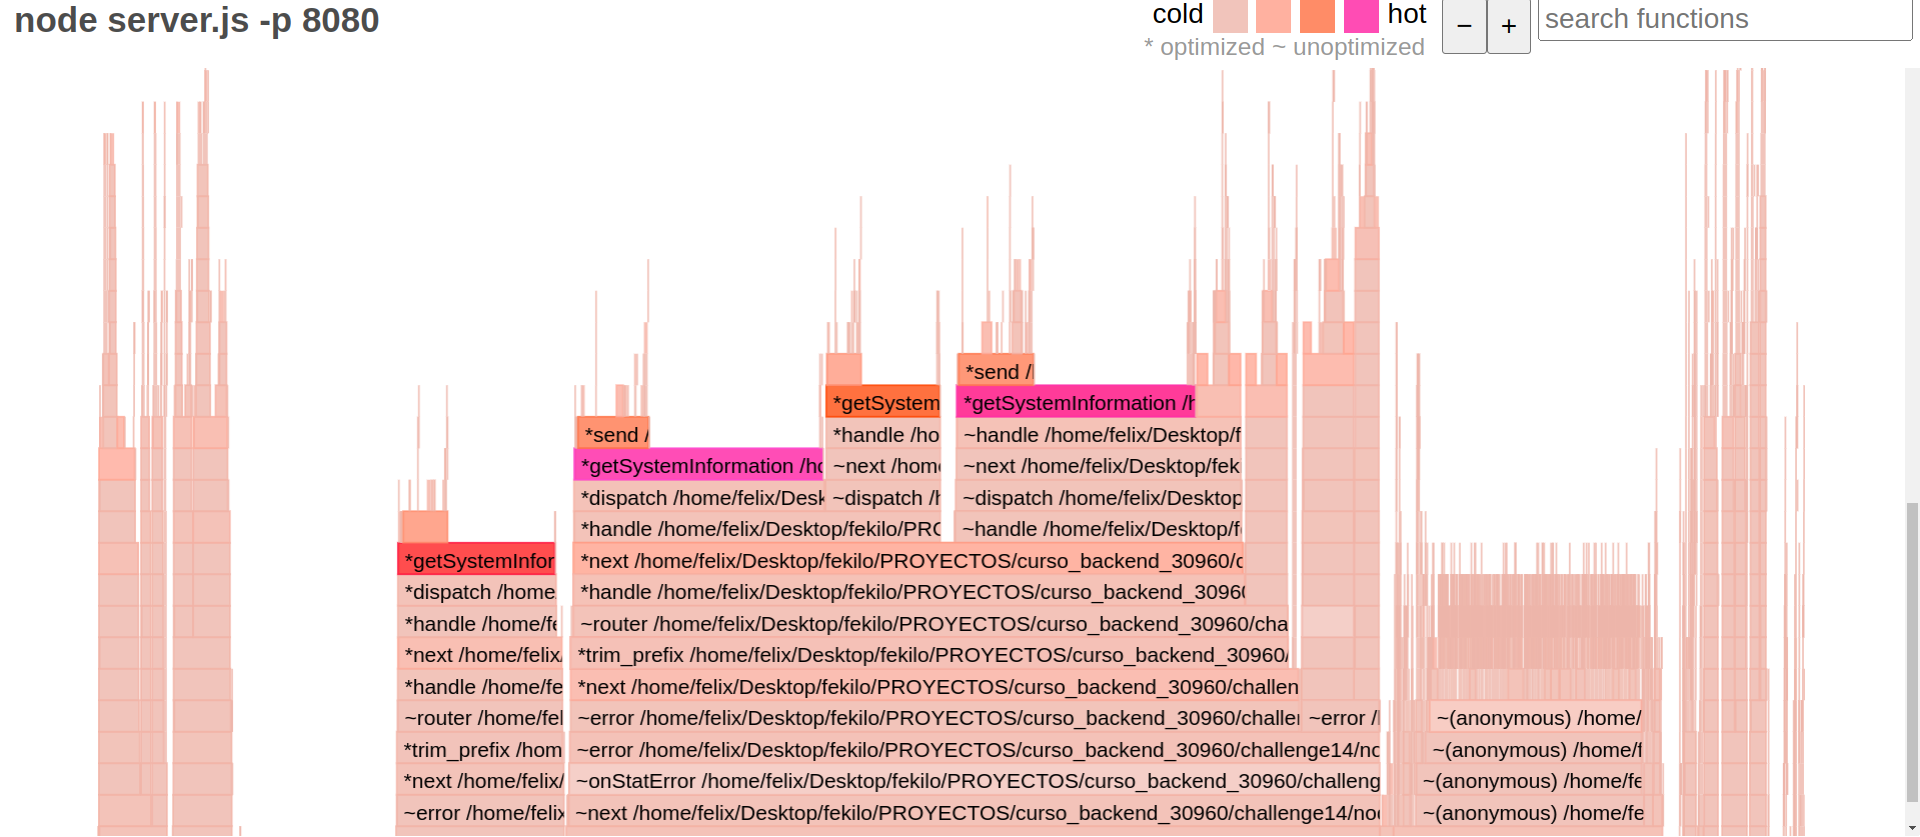 node server.js -p 8080
cold hot
* optimized ~ unoptimized
− +
search functions
*send /
*getSystem
*getSystemInformation /h
*send /
*handle /ho
~handle /home/felix/Desktop/f
*getSystemInformation /ho
~next /home
~next /home/felix/Desktop/fek
*dispatch /home/felix/Desk
~dispatch /h
~dispatch /home/felix/Desktop
*handle /home/felix/Desktop/fekilo/PRO
~handle /home/felix/Desktop/f
*getSystemInfor
*next /home/felix/Desktop/fekilo/PROYECTOS/curso_backend_30960/c
*dispatch /home
*handle /home/felix/Desktop/fekilo/PROYECTOS/curso_backend_30960
*handle /home/fe
~router /home/felix/Desktop/fekilo/PROYECTOS/curso_backend_30960/cha
*next /home/felix/
*trim_prefix /home/felix/Desktop/fekilo/PROYECTOS/curso_backend_30960/
*handle /home/fe
*next /home/felix/Desktop/fekilo/PROYECTOS/curso_backend_30960/challen
~router /home/fel
~error /home/felix/Desktop/fekilo/PROYECTOS/curso_backend_30960/challen
~error /
~(anonymous) /home/
*trim_prefix /hom
~error /home/felix/Desktop/fekilo/PROYECTOS/curso_backend_30960/challenge14/no
~(anonymous) /home/f
*next /home/felix/
~onStatError /home/felix/Desktop/fekilo/PROYECTOS/curso_backend_30960/challeng
~(anonymous) /home/fe
~error /home/felix
~next /home/felix/Desktop/fekilo/PROYECTOS/curso_backend_30960/challenge14/no
~(anonymous) /home/fe